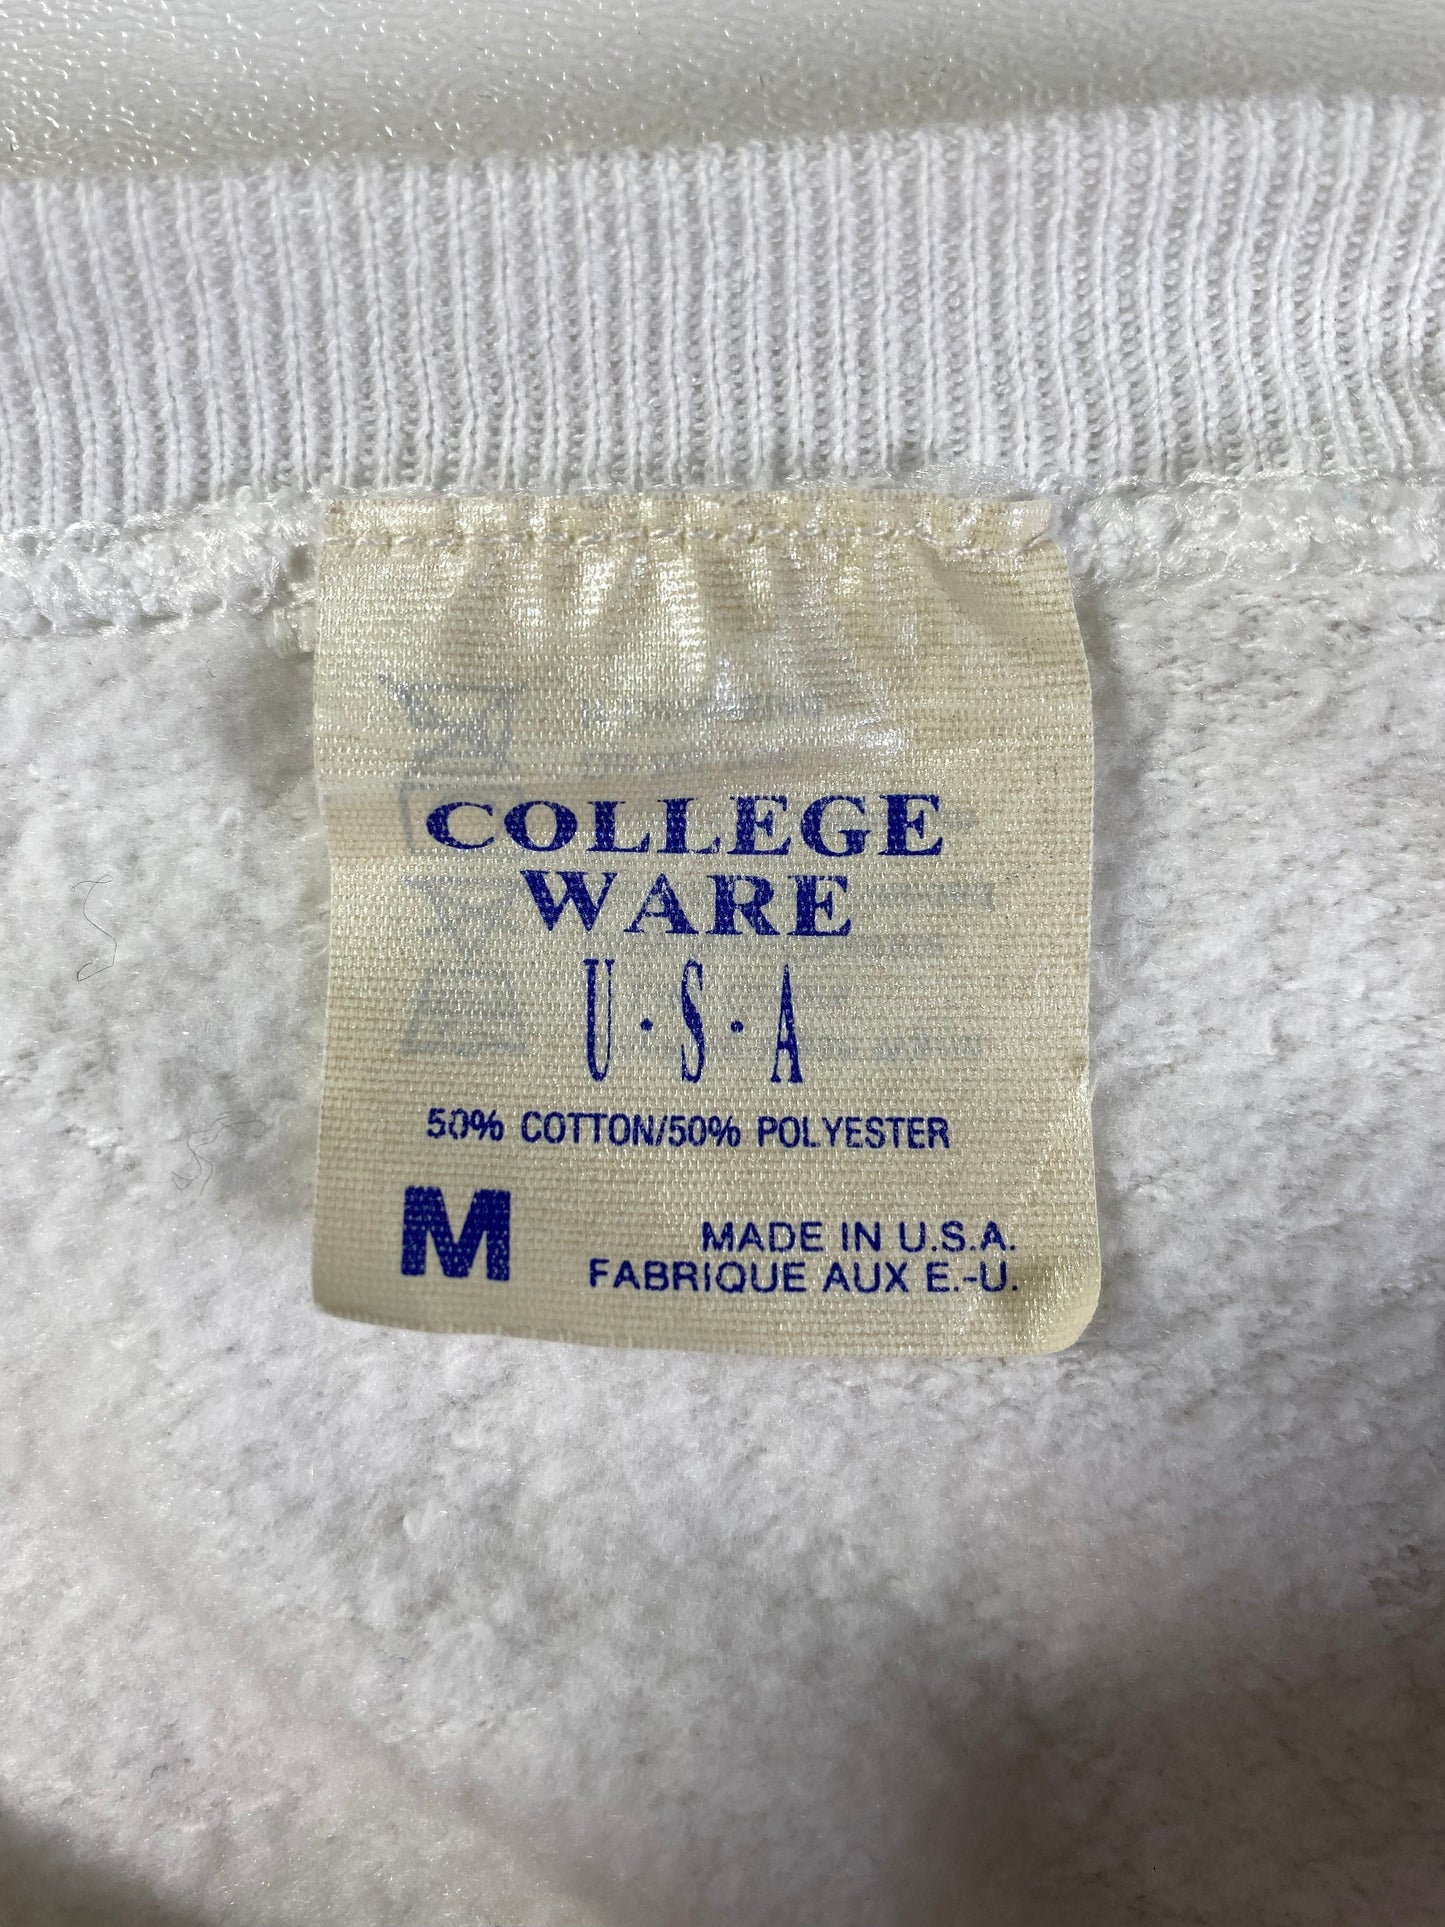 COLLEGE
WARE
U·S·A
50% COTTON/50% POLYESTER
M
MADE IN U.S.A.
FABRIQUE AUX E.-U.